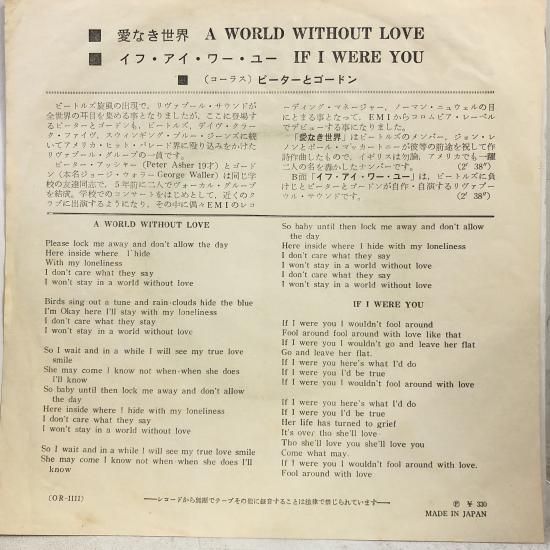 ■ 愛なき世界 A WORLD WITHOUT LOVE
■ イフ・アイ・ワー・ユー IF I WERE YOU
■ (コーラス) ピーターとゴードン
ビートルズ旋風の出現で、リヴァプール・サウンドが
全世界の耳目を集める事となりましたが、ここに登場す
るピーターとゴードンも、ビートルズ、デイヴ・クラー
ク・ファイヴ、スウィンギング・ブルー・ジーンズに続
いてアメリカ・ヒット・パレード界に殴り込みをかけた
リヴァプール・グループの一員です。
ピーター・アッシャー (Peter Asher 19才) とゴード
ン (本名ジョージ・ウォラー George Waller) は同じ学
校の友達同志で、5年前に二人でヴォーカル・グループ
を結成。学校でのコンサートをはじめとして、近くのク
ラブに出演するようになり、その中に偶々EMIのレコ
ーディング・マネージャー、ノーマン・ニュウェルの目
にとまる事となって、EMIからコロムビア・レーベル
でデビューする事になりました。
「愛なき世界」はビートルズのメンバー、ジョン・レ
ノンとポール・マッカートニーが彼等の前途を祝して作
詩作曲したもので、イギリスは勿論、アメリカでも一躍
二人の名を轟かしたナンバーです。 (2′38″)
B面「イフ・アイ・ワー・ユー」は、ビートルズに負
けじとピーターとゴードンが自作・自演するリヴァプー
ル・サウンドです。 (2′38″)
A WORLD WITHOUT LOVE
Please lock me away and don't allow the day
Here inside where I hide
With my loneliness
I don't care what they say
I won't stay in a world without love
Birds sing out a tune and rain-clouds hide the blue
I'm Okay here I'll stay with my loneliness
I don't care what they stay
I won't stay in a world without love
So I wait and in a while I will see my true love
smile
She may come I know not when-when she does
I'll know
So baby until then lock me away and don't allow
the day
Here inside where I hide with my loneliness
I don't care what they say
I won't stay in a world without love
So I wait and in a while I will see my true love smile
She may come I know not when when she does I'll
know
So baby until then lock me away and don't allow
the day
Here inside where I hide with my loneliness
I don't care what they say
I won't stay in a world without love
I don't care what they say
I won't stay in a world without love
IF I WERE YOU
If I were you I wouldn't fool around
Fool around fool around with love like that
If I were you I wouldn't go and leave her flat
Go and leave her flat.
If I were you here's what I'd do
If I were you I'd be true
If I were you I wouldn't fool around with love
If I were you here's what I'd do
If I were you I'd be true
Her life has turned to grief
It's over tho she'll love
Tho she'll love you she'll love you
Come what may.
If I were you I wouldn't fool around with love.
Fool around with love
(OR-1111)
——レコードから無断でテープその他に録音することは法律で禁じられています——
Ⓟ ¥ 330
MADE IN JAPAN